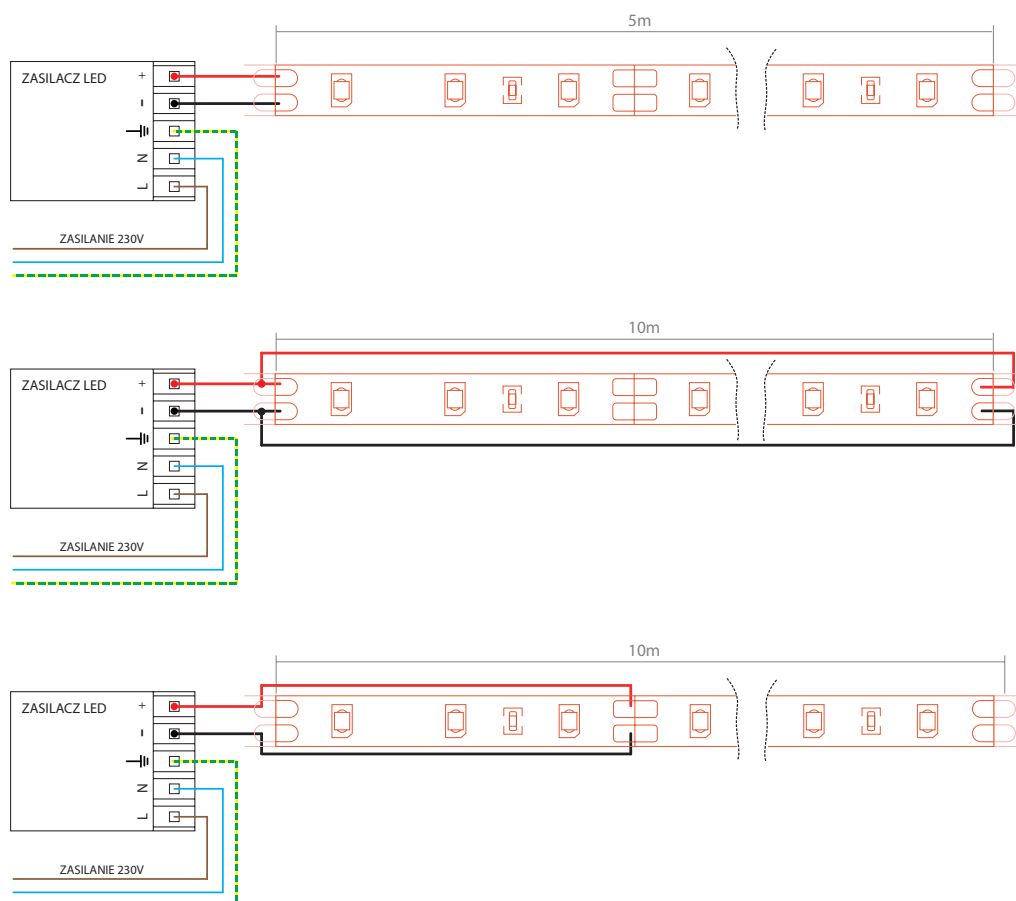 5m
ZASILACZ LED
+
-
N
L
ZASILANIE 230V
10m
ZASILACZ LED
+
-
N
L
ZASILANIE 230V
10m
ZASILACZ LED
+
-
N
L
ZASILANIE 230V